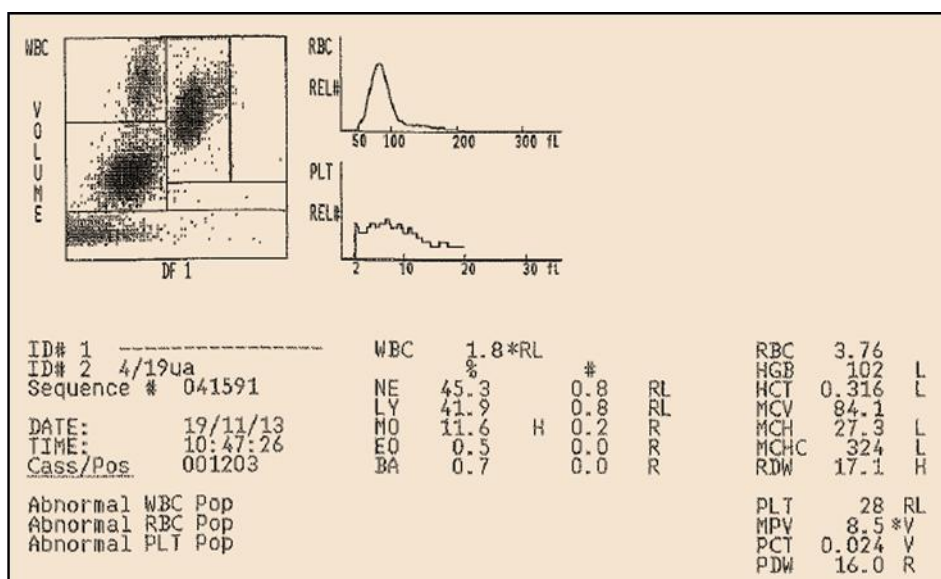 WBC
VOLUME
DF 1
RBC
REL#
50 100 200 300 fL
PLT
REL#
2 10 20 30 fL
ID# 1 --------------------
ID# 2 4/19ua
Sequence # 041591
DATE: 19/11/13
TIME: 10:47:26
Cass/Pos 001203
Abnormal WBC Pop
Abnormal RBC Pop
Abnormal PLT Pop
WBC 1.8*RL
% #
NE 45.3 0.8 RL
LY 41.9 0.8 RL
MO 11.6 H 0.2 R
EO 0.5 0.0 R
BA 0.7 0.0 R
RBC 3.76
HGB 102 L
HCT 0.316 L
MCV 84.1
MCH 27.3 L
MCHC 324 L
RDW 17.1 H
PLT 28 RL
MPV 8.5 *V
PCT 0.024 V
PDW 16.0 R